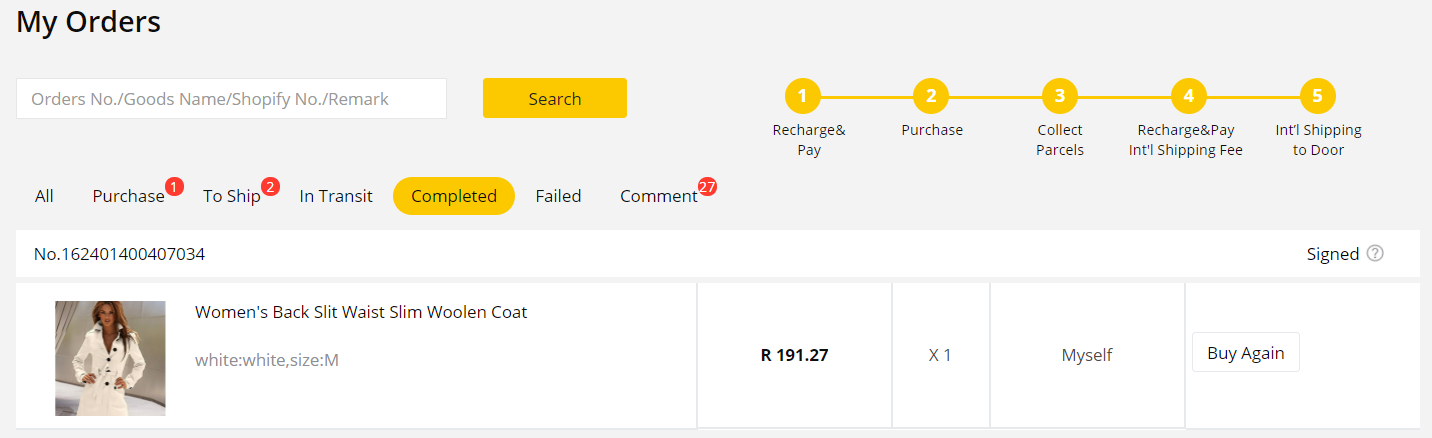 My Orders
Orders No./Goods Name/Shopify No./Remark
Search
1
2
3
4
5
Recharge&
Pay
Purchase
Collect
Parcels
Recharge&Pay
Int'l Shipping Fee
Int’l Shipping
to Door
All
Purchase 1
To Ship 2
In Transit
Completed
Failed
Comment 27
No.162401400407034
Signed ?
Women's Back Slit Waist Slim Woolen Coat
white:white,size:M
R 191.27
X 1
Myself
Buy Again